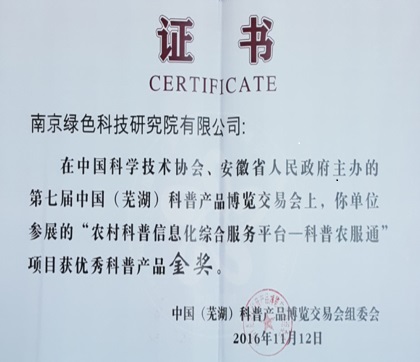 证书
CERTIFICATE
南京绿色科技研究院有限公司:
在中国科学技术协会、安徽省人民政府主办的
第七届中国（芜湖）科普产品博览交易会上，你单位
参展的“农村科普信息化综合服务平台—科普农服通”
项目获优秀科普产品金奖。
中国（芜湖）科普产品博览交易会组委会
2016年11月12日